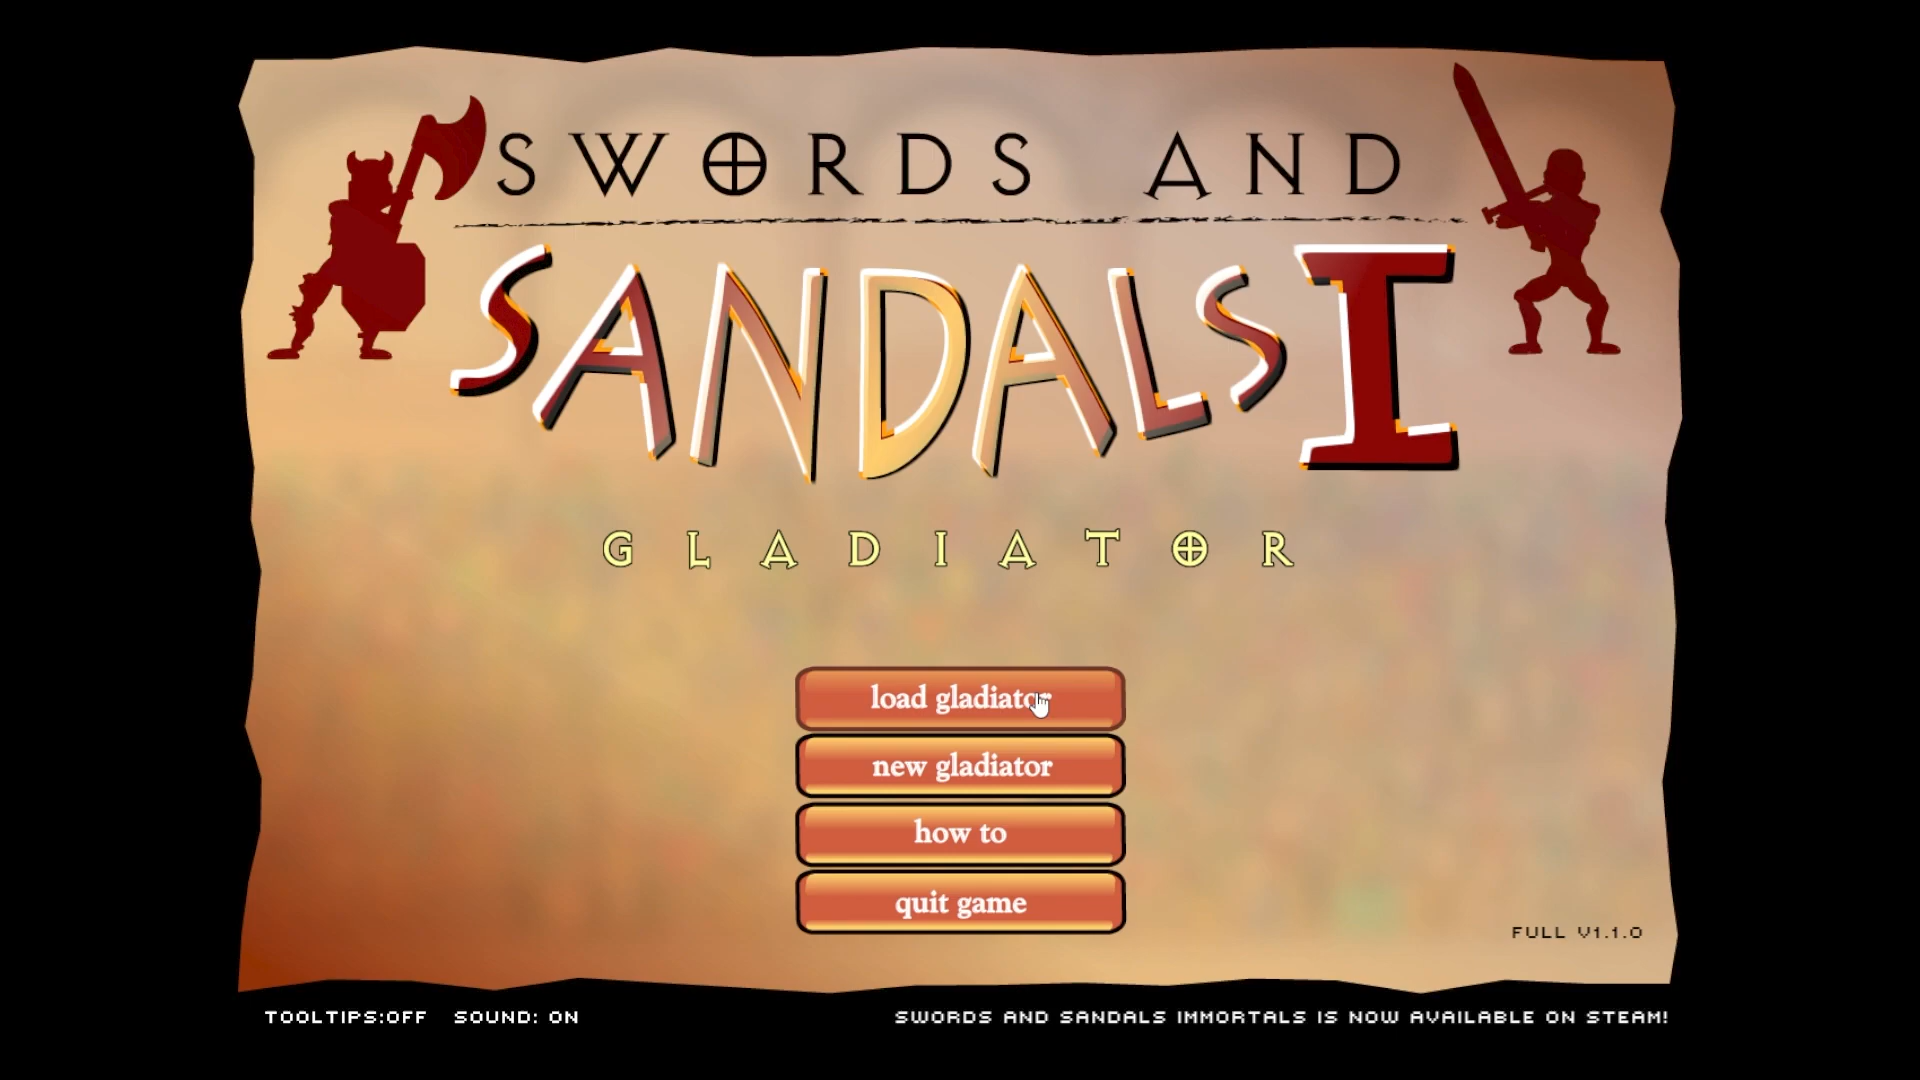 SWORDS AND
SANDALS I
GLADIATOR
load gladiator
new gladiator
how to
quit game
FULL V1.1.0
TOOLTIPS:OFF SOUND: ON
SWORDS AND SANDALS IMMORTALS IS NOW AVAILABLE ON STEAM!